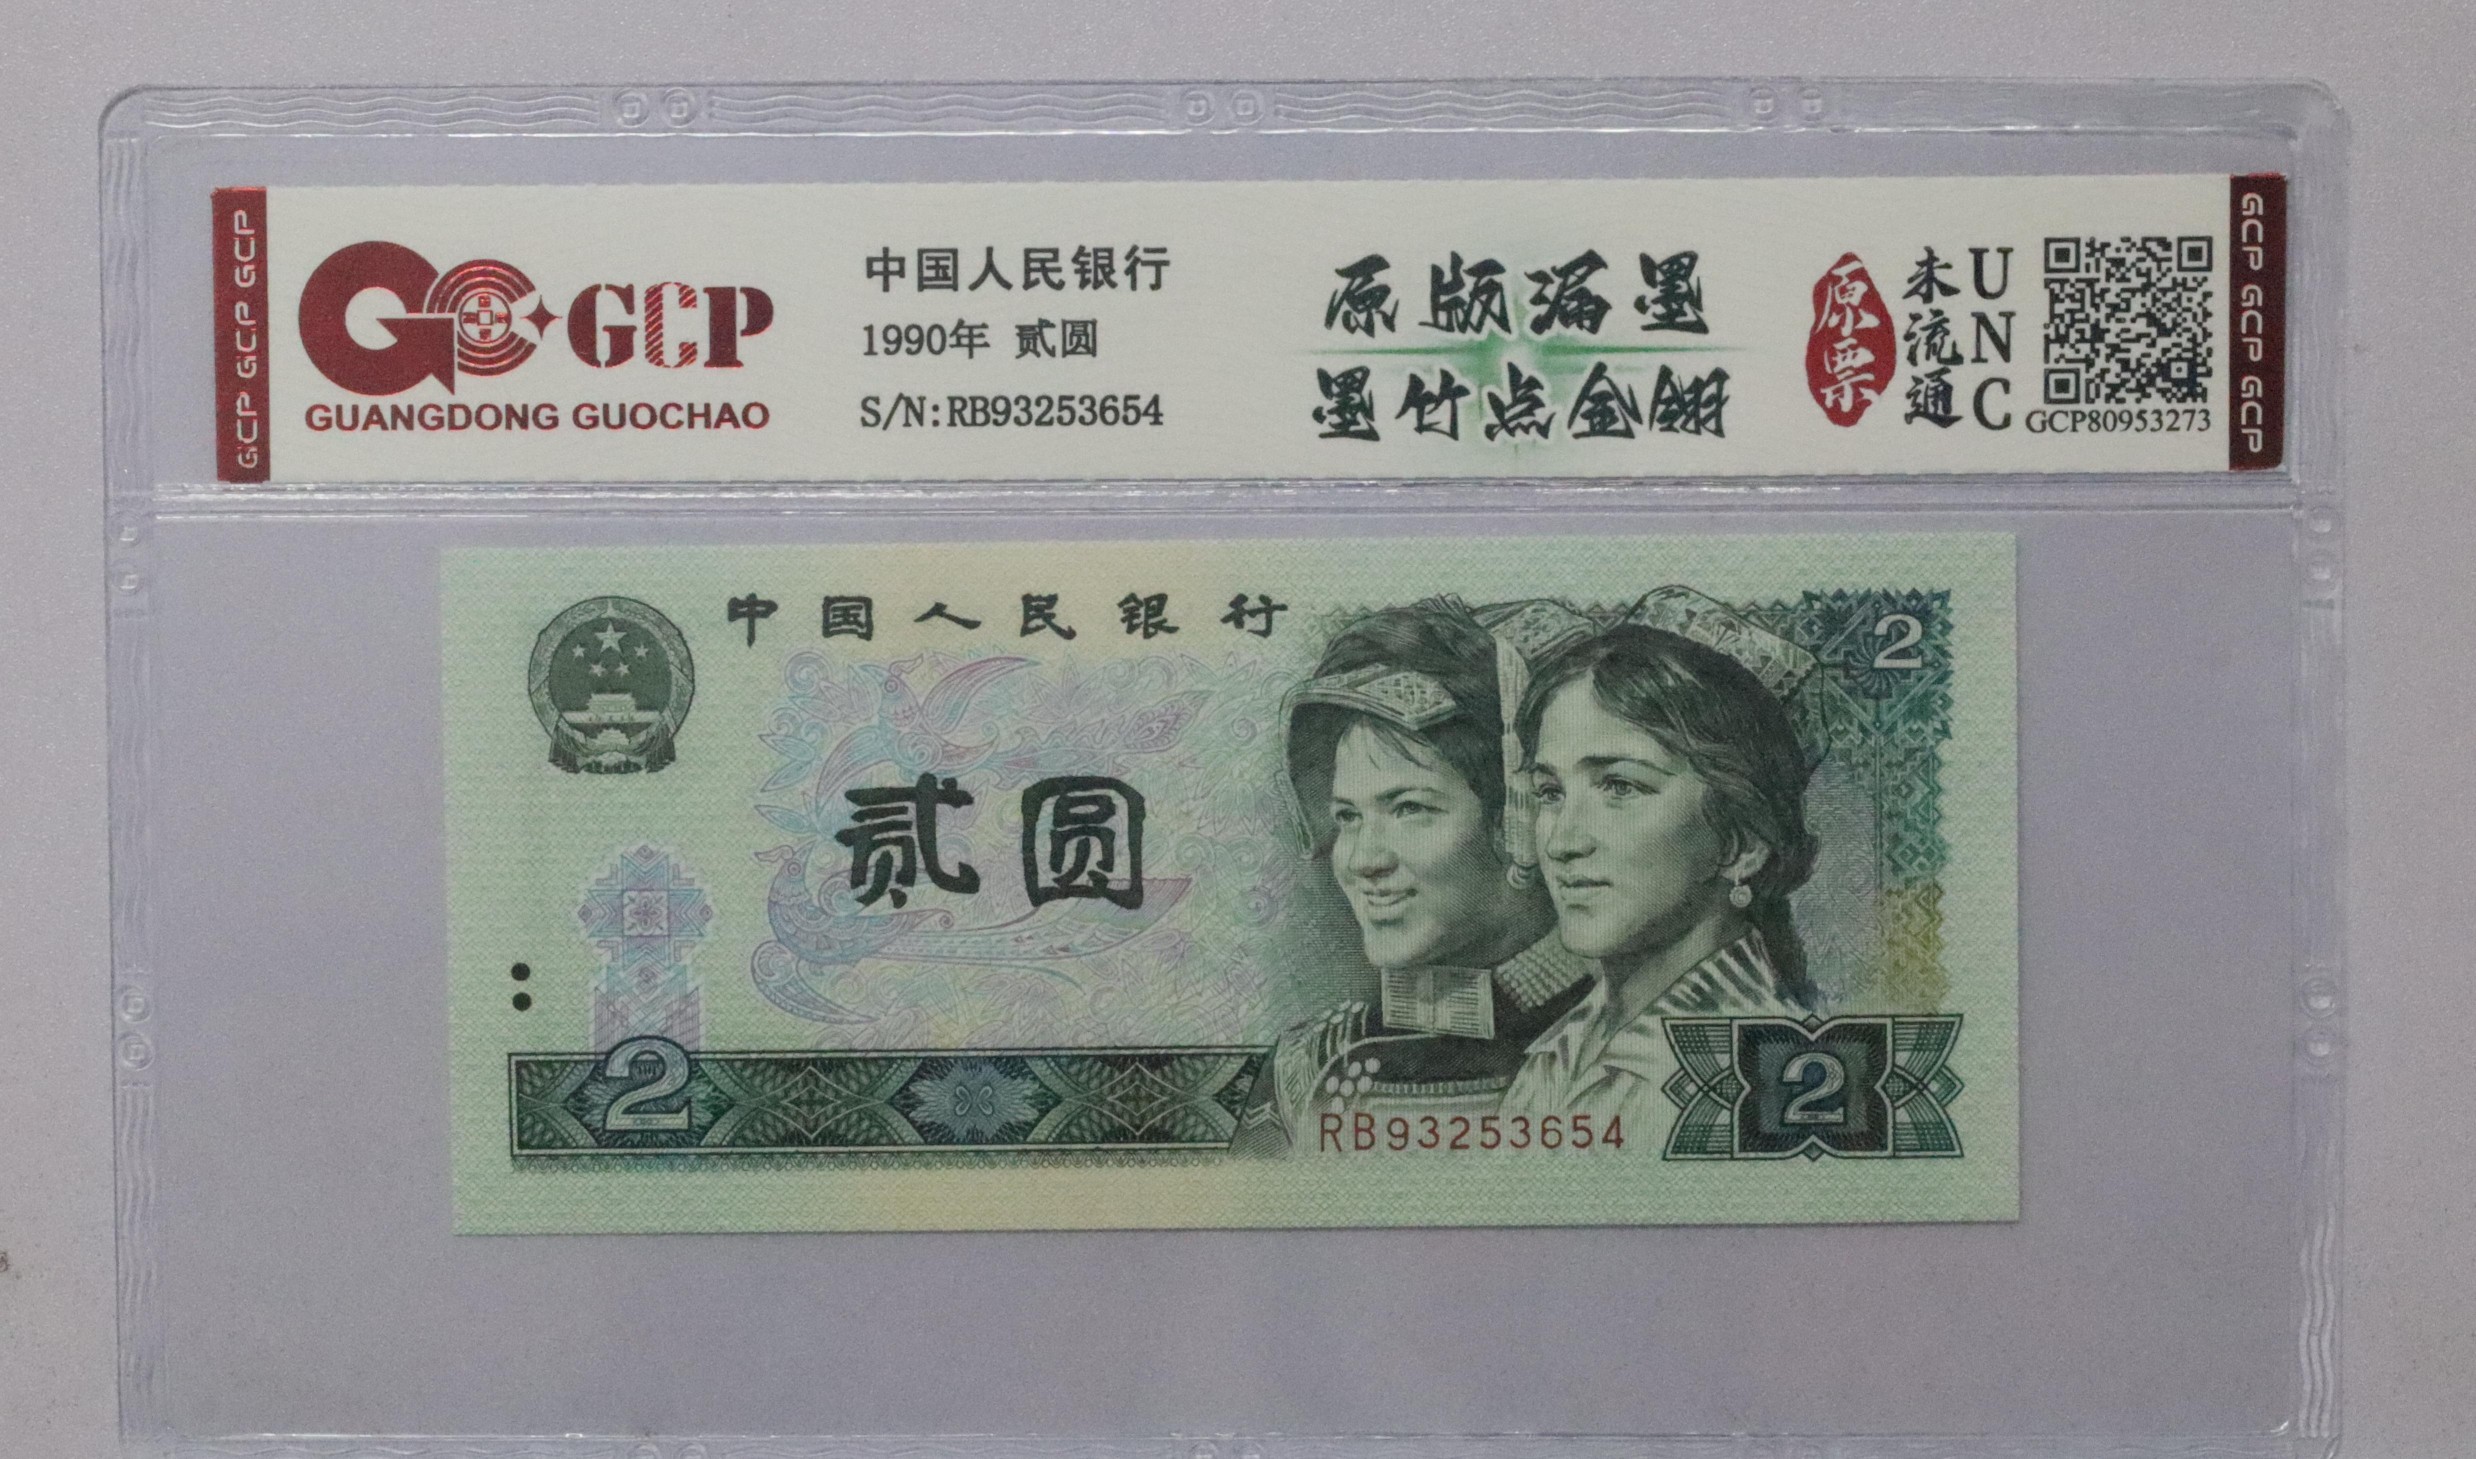 GCP GCP GCP
GCP
GUANGDONG GUOCHAO
中国人民银行
1990年 贰圆
S/N:RB93253654
原版漏墨
墨竹点金翅
原票
未流通
UNC
GCP80953273
GCP GCP GCP
中国人民银行
2
贰圆
2
RB93253654
2